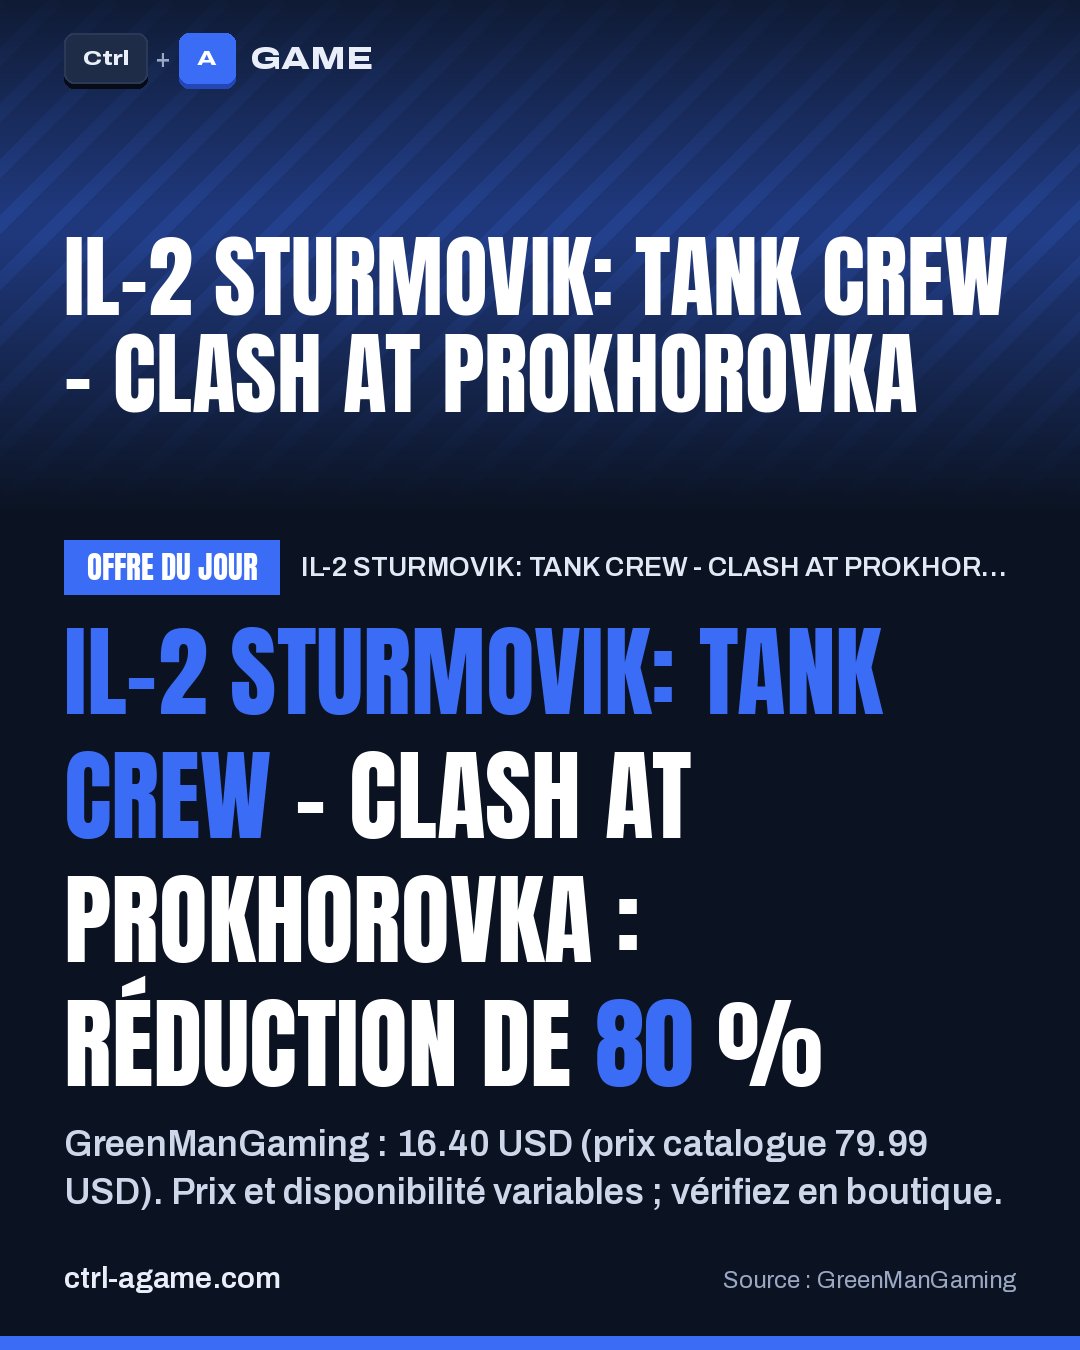 Ctrl + A GAME
IL-2 STURMOVIK: TANK CREW
- CLASH AT PROKHOROVKA
OFFRE DU JOUR IL-2 STURMOVIK: TANK CREW - CLASH AT PROKHOR...
IL-2 STURMOVIK: TANK
CREW - CLASH AT
PROKHOROVKA :
RÉDUCTION DE 80 %
GreenManGaming : 16.40 USD (prix catalogue 79.99
USD). Prix et disponibilité variables ; vérifiez en boutique.
ctrl-agame.com Source : GreenManGaming